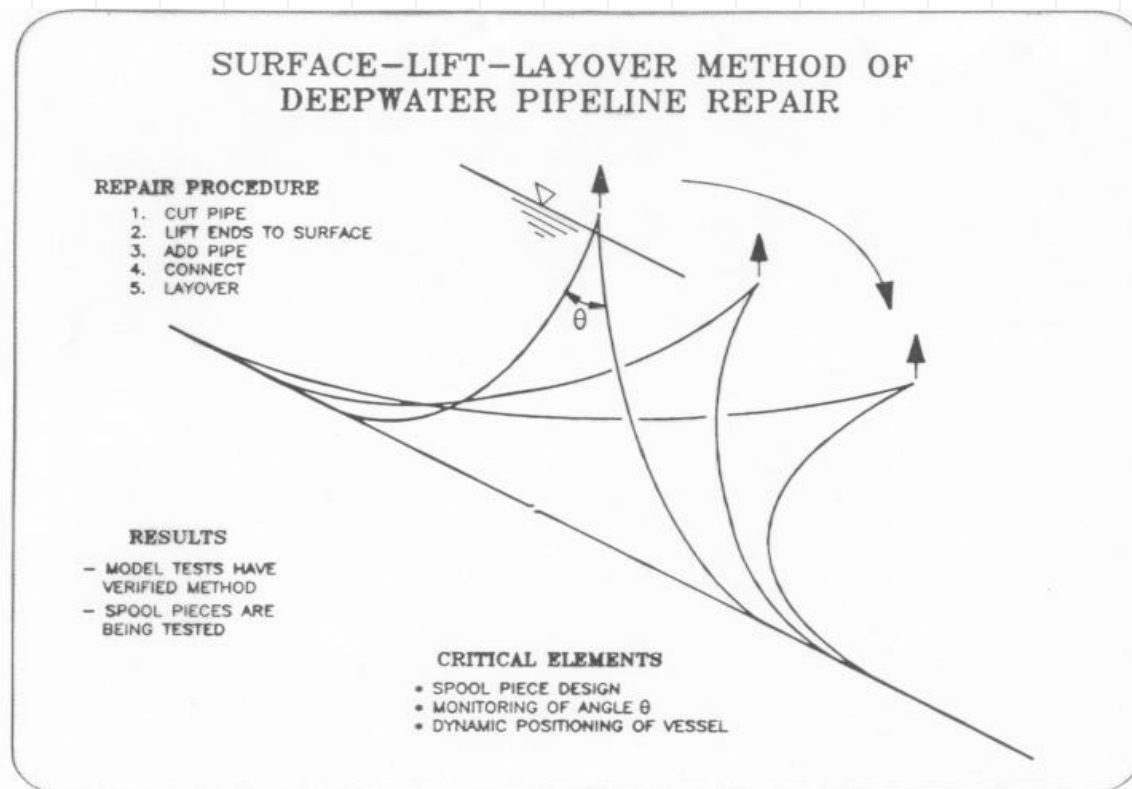 SURFACE-LIFT-LAYOVER METHOD OF
DEEPWATER PIPELINE REPAIR
REPAIR PROCEDURE
1. CUT PIPE
2. LIFT ENDS TO SURFACE
3. ADD PIPE
4. CONNECT
5. LAYOVER
θ
RESULTS
- MODEL TESTS HAVE
VERIFIED METHOD
- SPOOL PIECES ARE
BEING TESTED
CRITICAL ELEMENTS
• SPOOL PIECE DESIGN
• MONITORING OF ANGLE θ
• DYNAMIC POSITIONING OF VESSEL